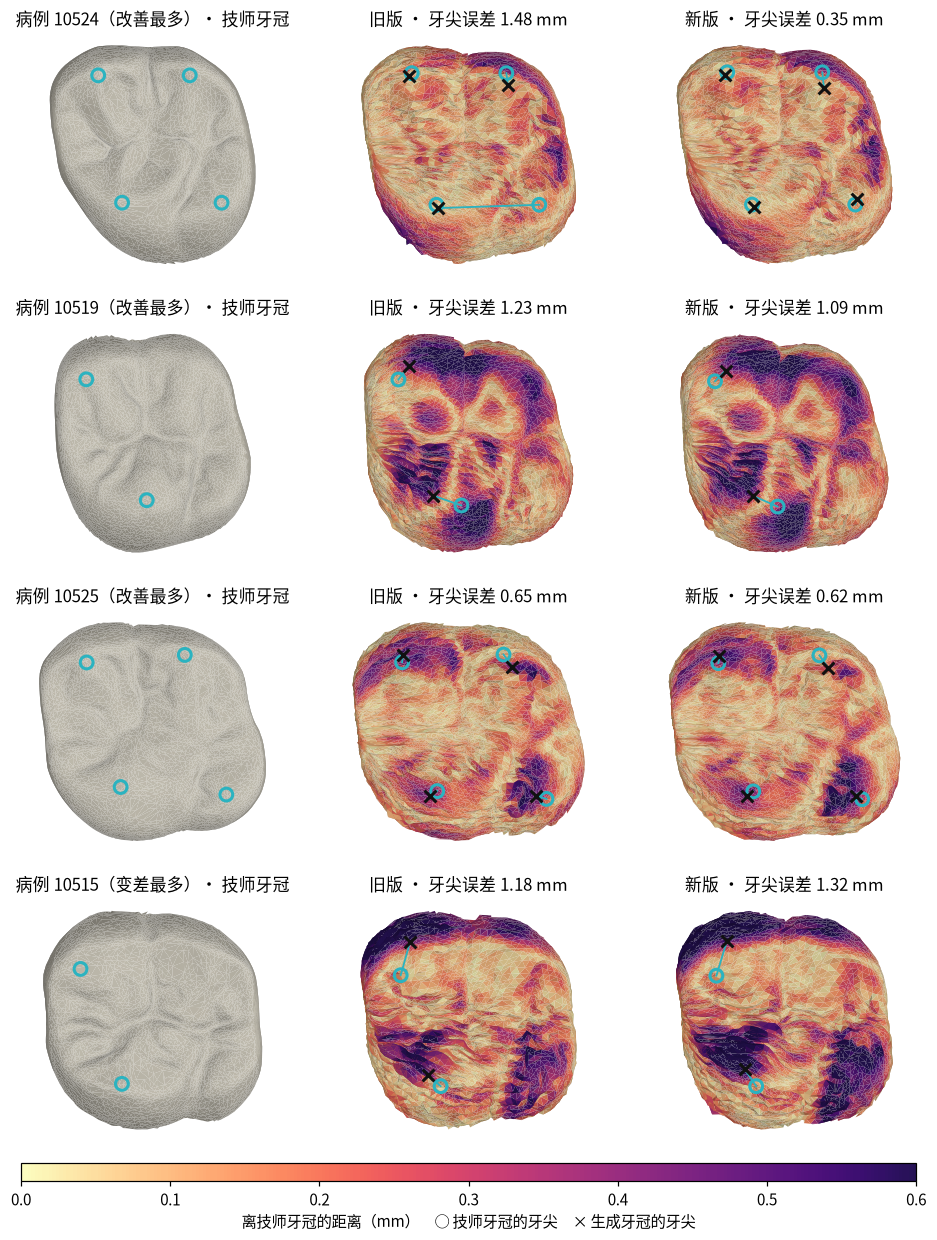 病例 10524（改善最多）· 技师牙冠
旧版 · 牙尖误差 1.48 mm
新版 · 牙尖误差 0.35 mm
病例 10519（改善最多）· 技师牙冠
旧版 · 牙尖误差 1.23 mm
新版 · 牙尖误差 1.09 mm
病例 10525（改善最多）· 技师牙冠
旧版 · 牙尖误差 0.65 mm
新版 · 牙尖误差 0.62 mm
病例 10515（变差最多）· 技师牙冠
旧版 · 牙尖误差 1.18 mm
新版 · 牙尖误差 1.32 mm
0.0 0.1 0.2 0.3 0.4 0.5 0.6
离技师牙冠的距离（mm） ○ 技师牙冠的牙尖 × 生成牙冠的牙尖